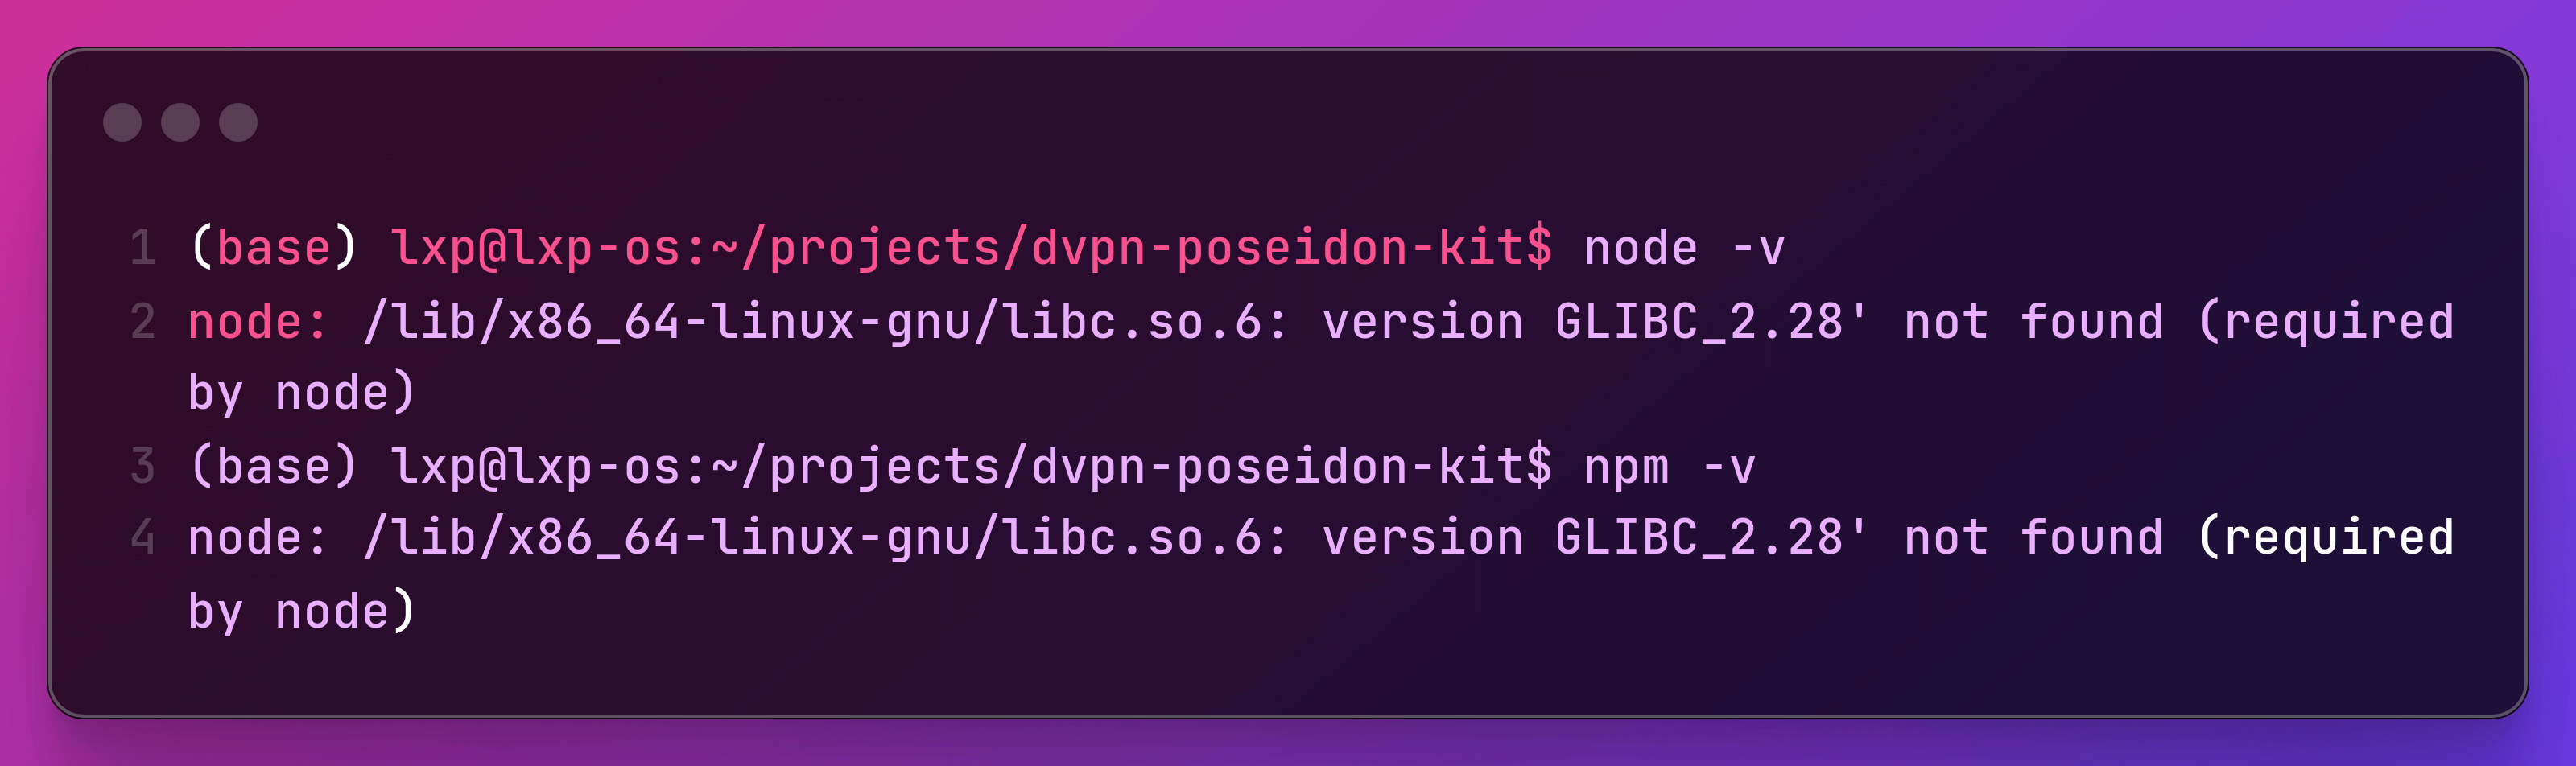 1 (base) lxp@lxp-os:~/projects/dvpn-poseidon-kit$ node -v
2 node: /lib/x86_64-linux-gnu/libc.so.6: version GLIBC_2.28' not found (required
by node)
3 (base) lxp@lxp-os:~/projects/dvpn-poseidon-kit$ npm -v
4 node: /lib/x86_64-linux-gnu/libc.so.6: version GLIBC_2.28' not found (required
by node)